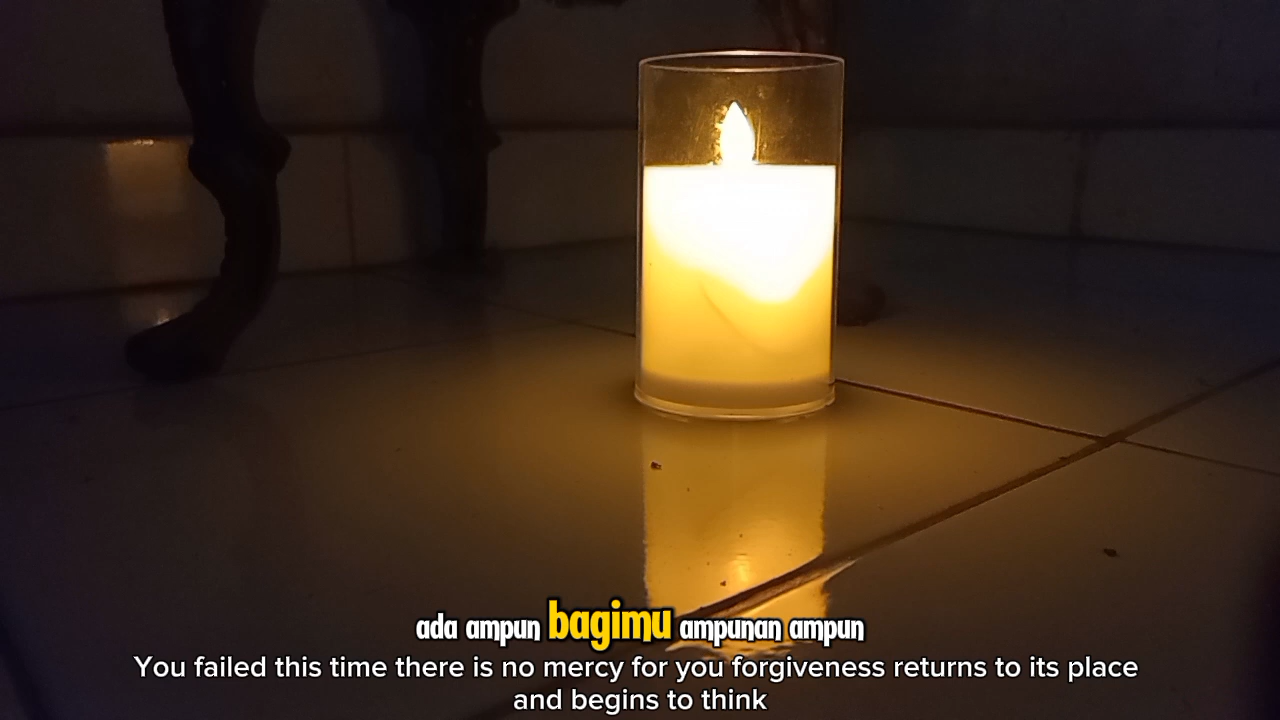 ada ampun bagimu ampunan ampun
You failed this time there is no mercy for you forgiveness returns to its place
and begins to think